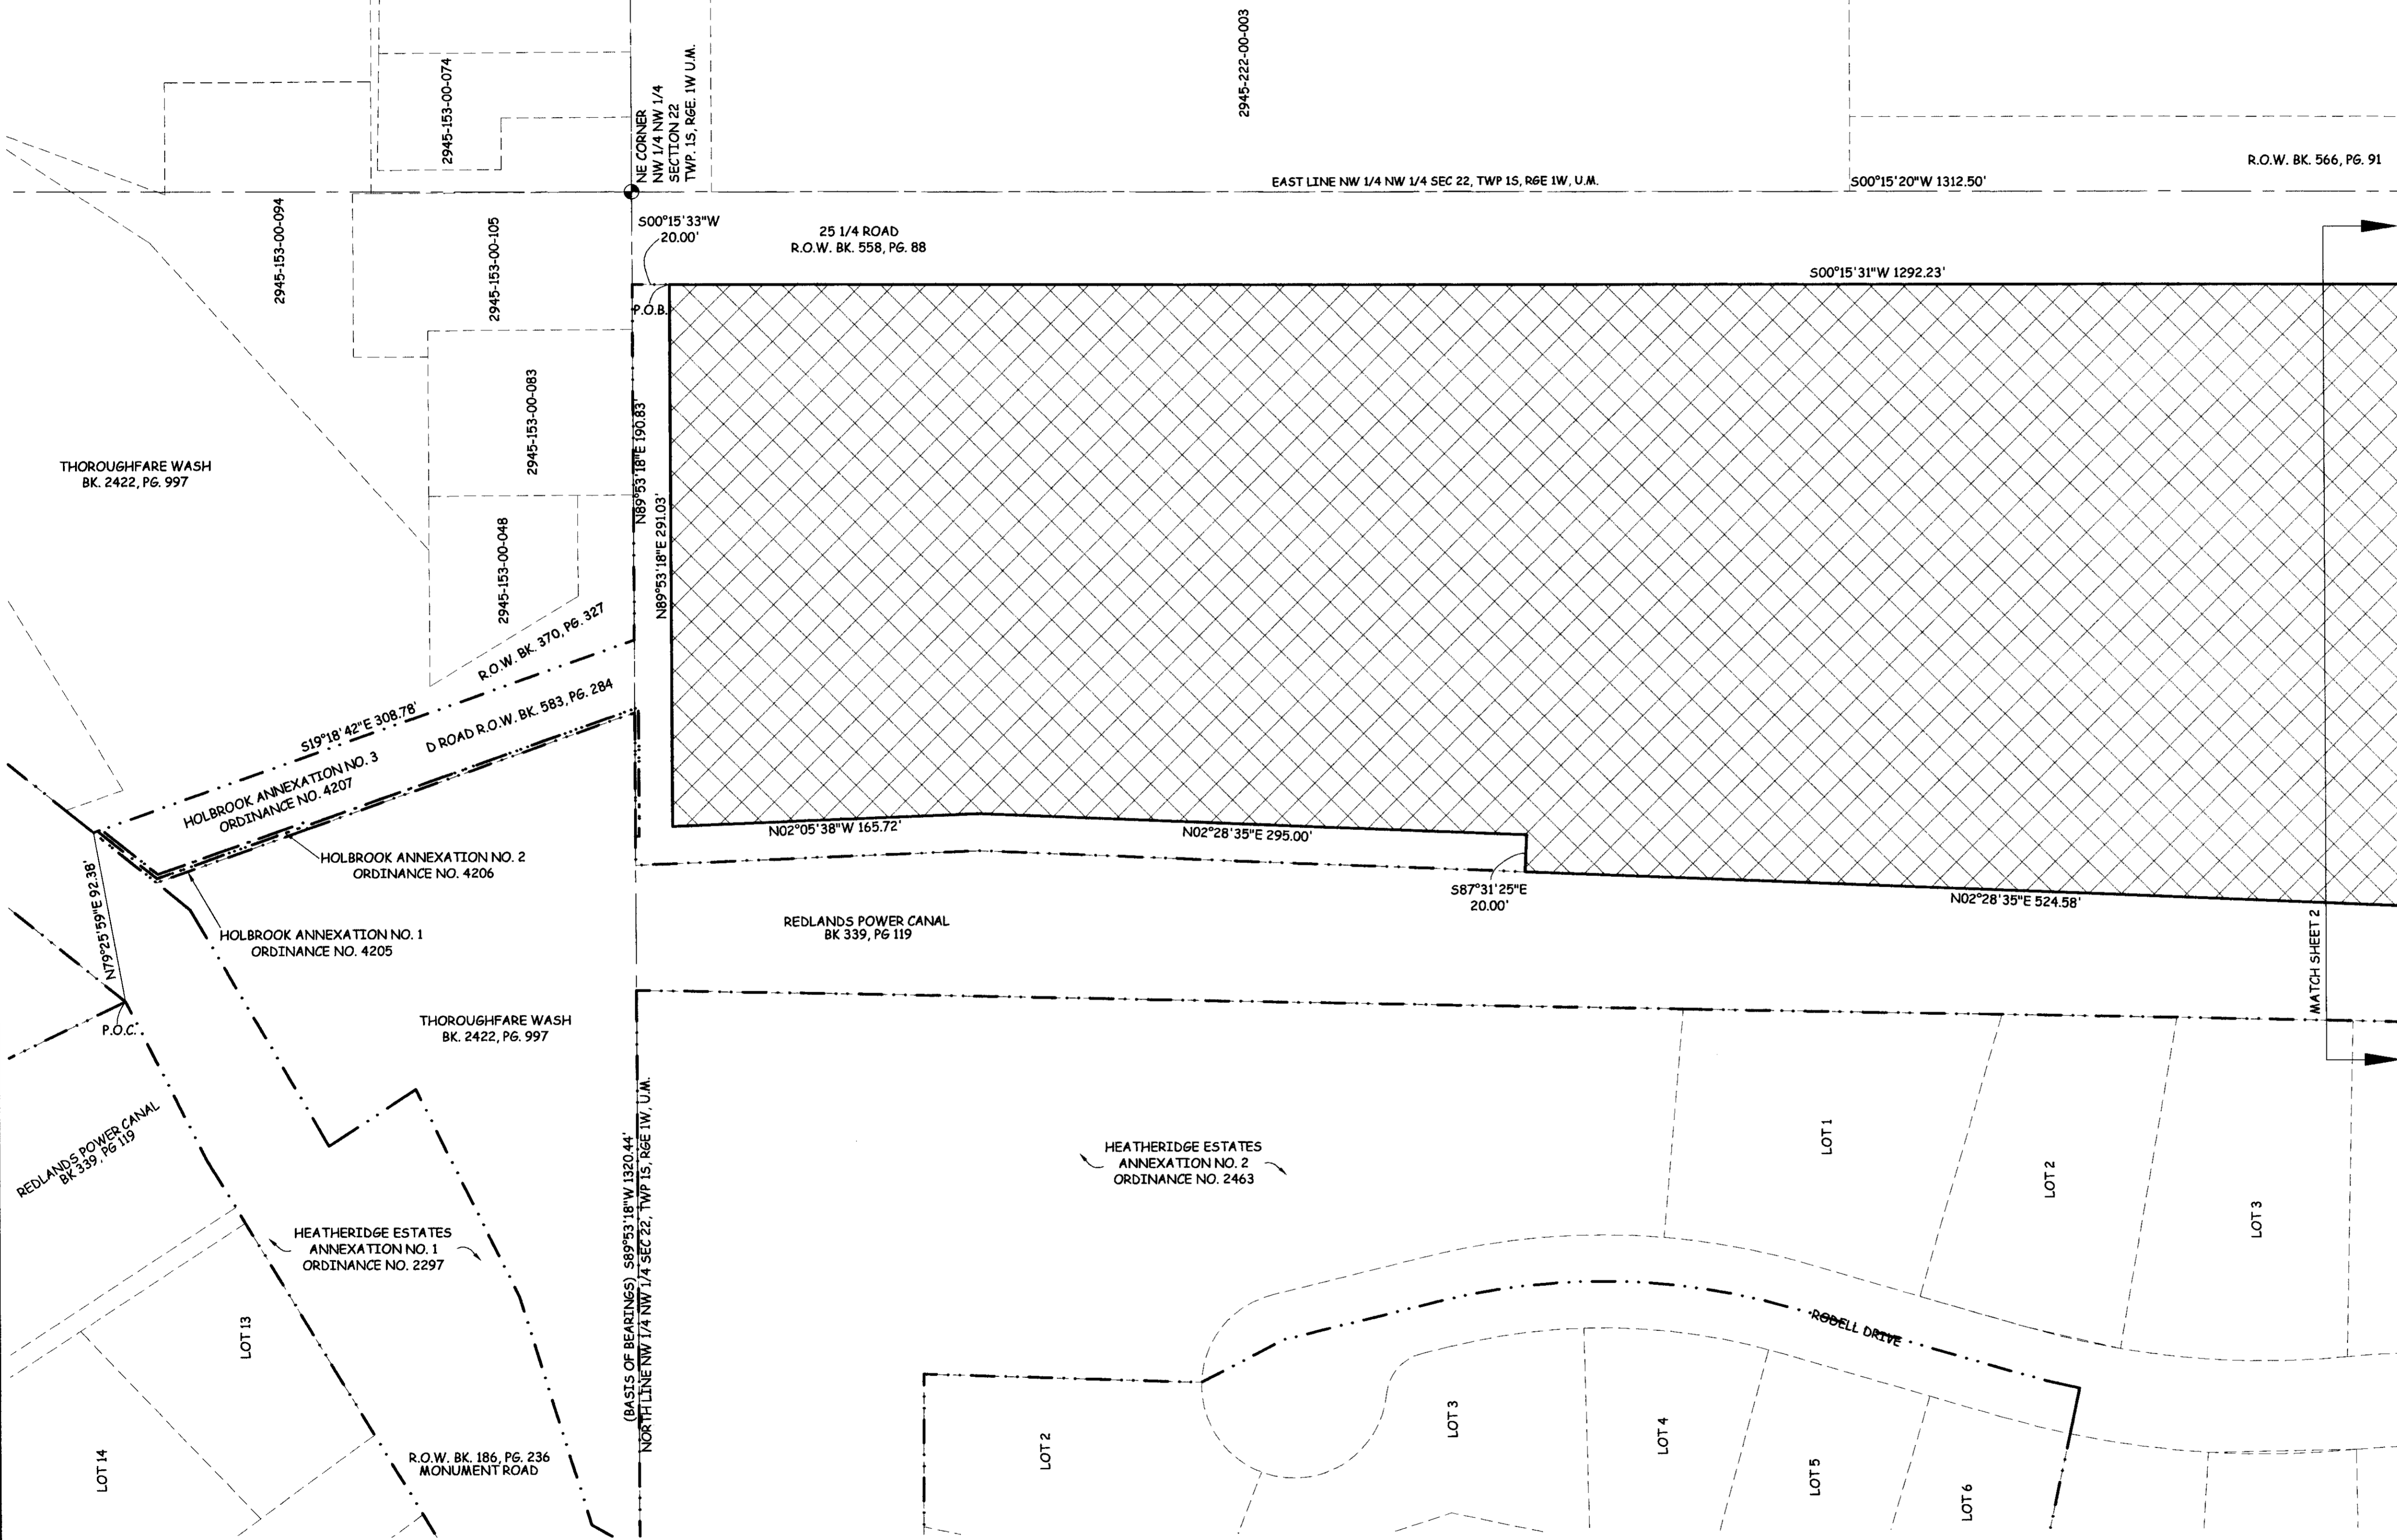 2945-153-00-074
NE CORNER
NW 1/4 NW 1/4
SECTION 22
TWP. 1S, RGE. 1W U.M.
2945-222-00-003
R.O.W. BK. 566, PG. 91
EAST LINE NW 1/4 NW 1/4 SEC 22, TWP 1S, RGE 1W, U.M.
S00°15'20"W 1312.50'
2945-153-00-094
2945-153-00-105
S00°15'33"W
20.00'
25 1/4 ROAD
R.O.W. BK. 558, PG. 88
S00°15'31"W 1292.23'
P.O.B.
2945-153-00-083
N89°53'18"E 190.83'
N89°53'18"E 291.03'
THOROUGHFARE WASH
BK. 2422, PG. 997
2945-153-00-048
R.O.W. BK. 370, PG. 327
D ROAD R.O.W. BK. 583, PG. 284
S19°18'42"E 308.78'
HOLBROOK ANNEXATION NO. 3
ORDINANCE NO. 4207
HOLBROOK ANNEXATION NO. 2
ORDINANCE NO. 4206
N02°05'38"W 165.72'
N02°28'35"E 295.00'
S87°31'25"E
20.00'
N02°28'35"E 524.58'
N79°25'59"E 92.38'
HOLBROOK ANNEXATION NO. 1
ORDINANCE NO. 4205
REDLANDS POWER CANAL
BK 339, PG 119
MATCH SHEET 2
P.O.C.
THOROUGHFARE WASH
BK. 2422, PG. 997
REDLANDS POWER CANAL
BK 339, PG 119
HEATHERIDGE ESTATES
ANNEXATION NO. 2
ORDINANCE NO. 2463
LOT 1
LOT 2
LOT 3
HEATHERIDGE ESTATES
ANNEXATION NO. 1
ORDINANCE NO. 2297
(BASIS OF BEARINGS) S89°53'18"W 1320.44'
NORTH LINE NW 1/4 NW 1/4 SEC 22, TWP 1S, RGE 1W, U.M.
LOT 13
RODELL DRIVE
LOT 14
R.O.W. BK. 186, PG. 236
MONUMENT ROAD
LOT 2
LOT 3
LOT 4
LOT 5
LOT 6